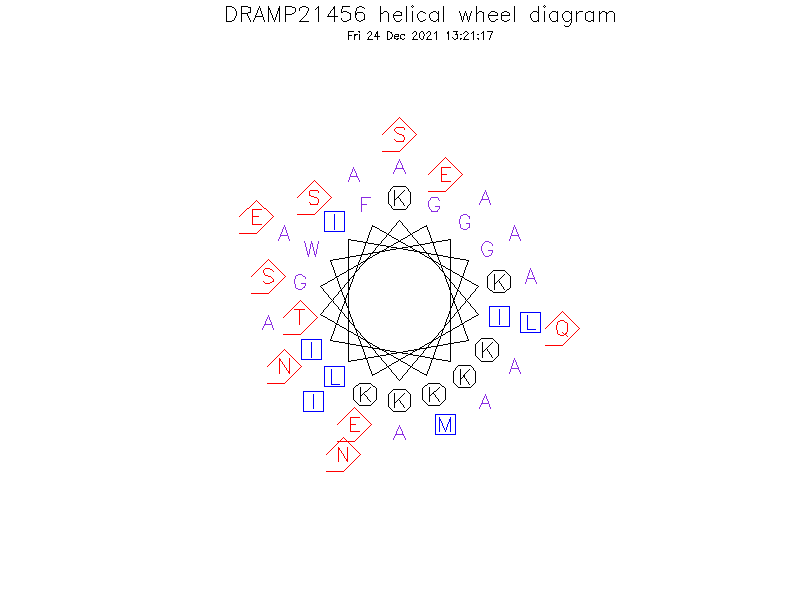 DRAMP21456 helical wheel diagram
Fri 24 Dec 2021 13:21:17
S
A A E
S F K G A
E A I G A
W G
S G K A
A T I L Q
N I K A
I L K A
K K K
E A M
N